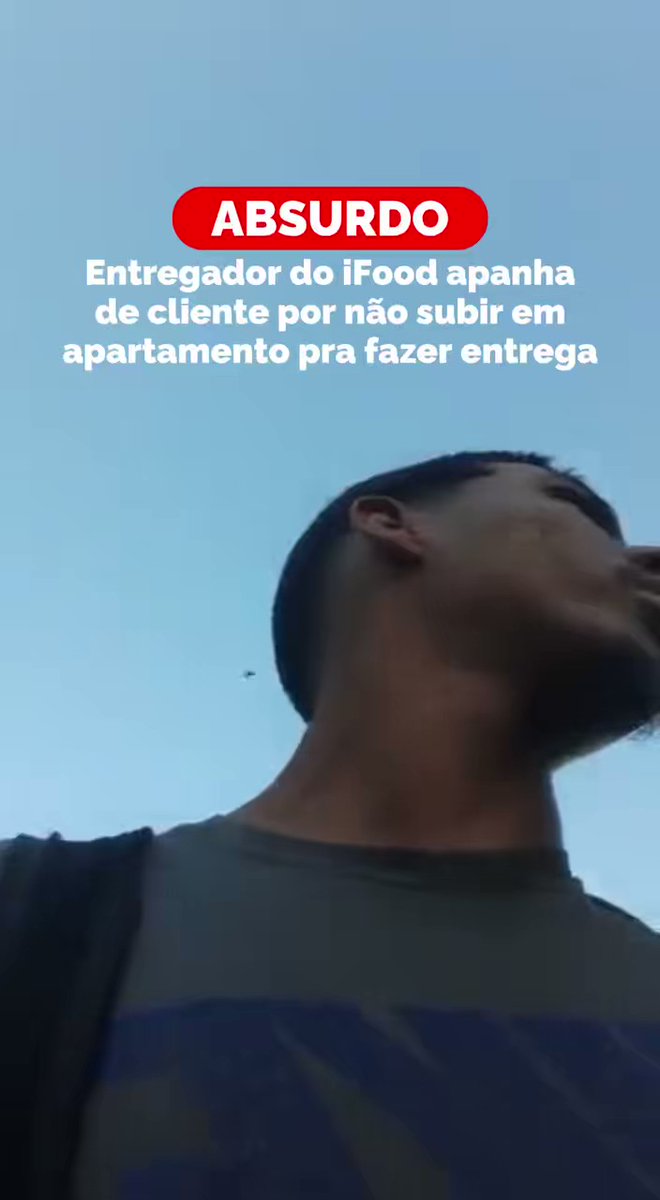 ABSURDO
Entregador do iFood apanha
de cliente por não subir em
apartamento pra fazer entrega